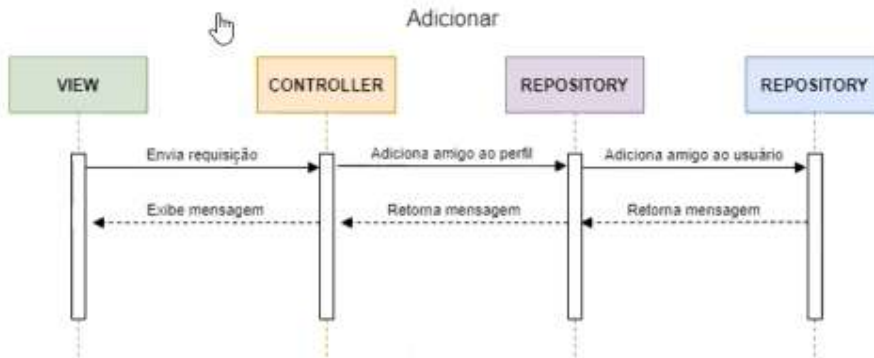 Adicionar
VIEW
CONTROLLER
REPOSITORY
REPOSITORY
Envia requisição
Adiciona amigo ao perfil
Adiciona amigo ao usuário
Exibe mensagem
Retorna mensagem
Retorna mensagem